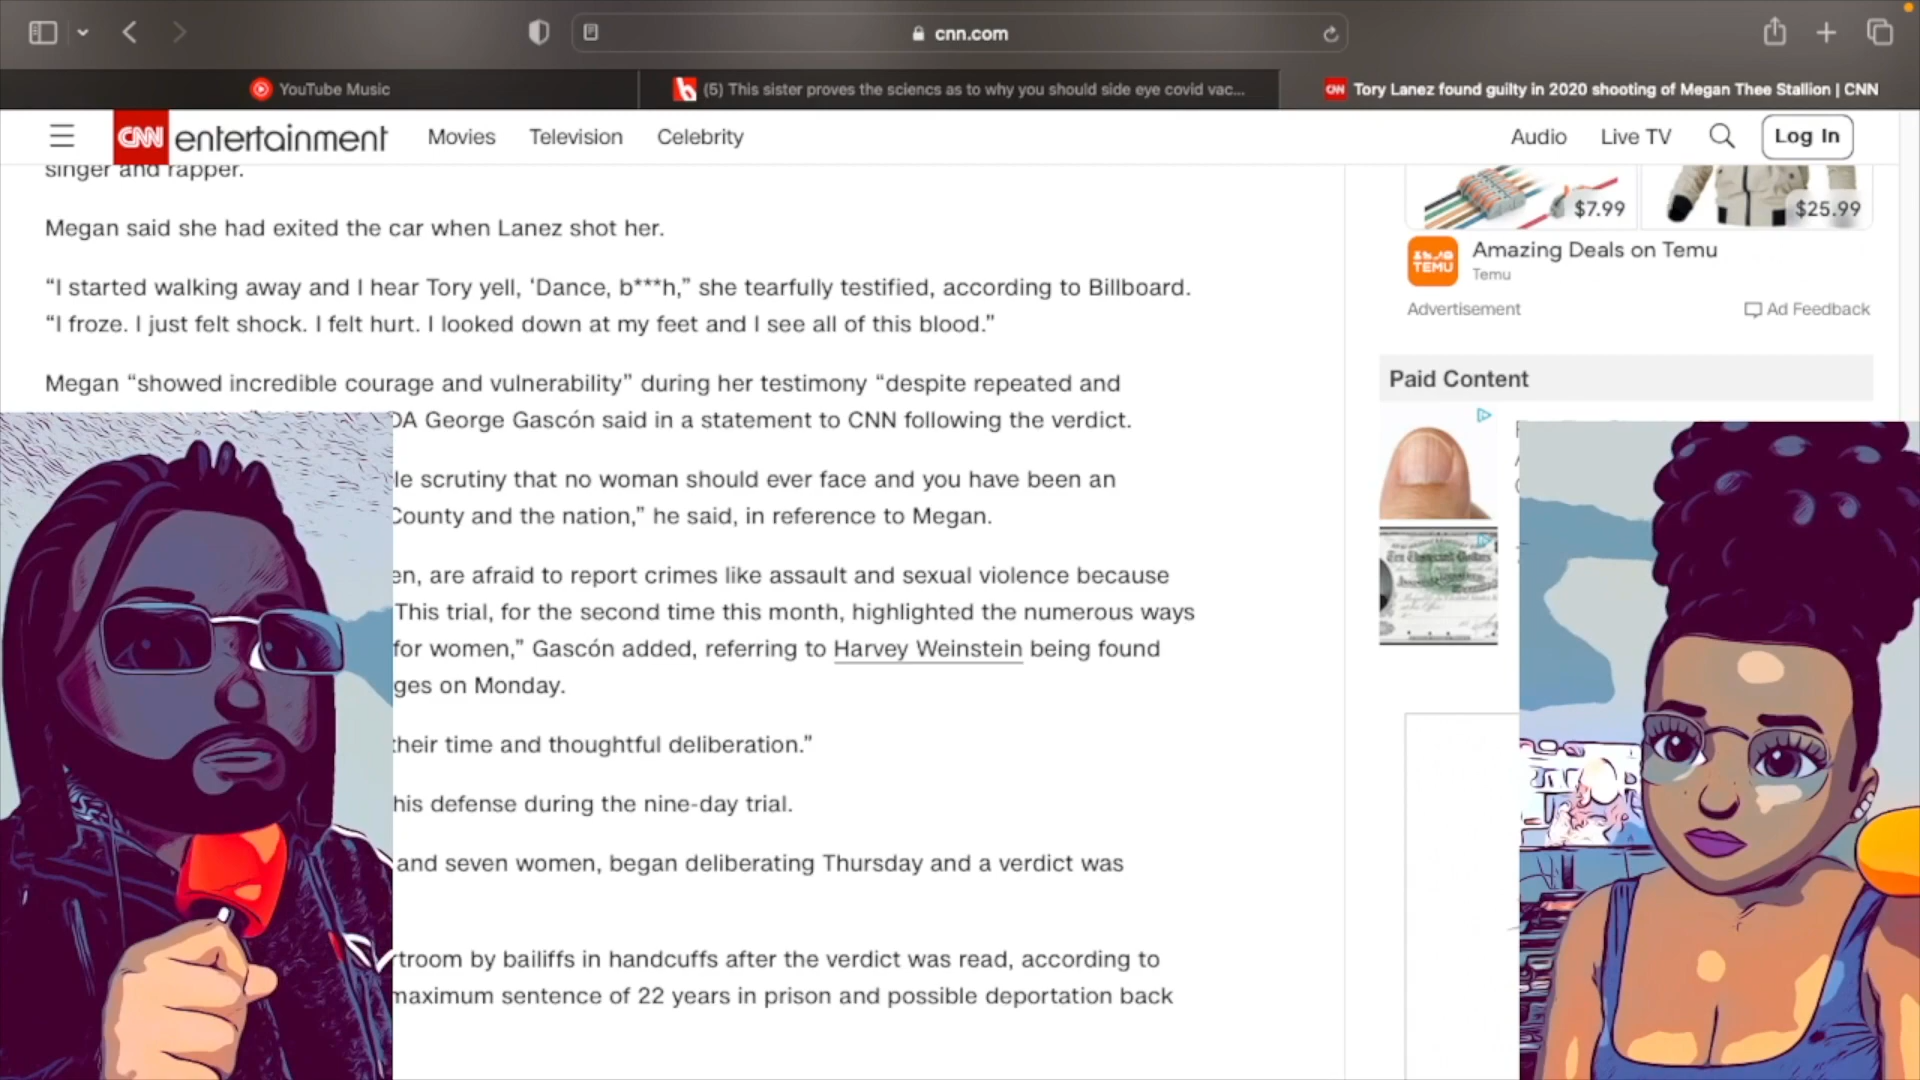 cnn.com
YouTube Music
(5) This sister proves the sciencs as to why you should side eye covid vac...
CNN Tory Lanez found guilty in 2020 shooting of Megan Thee Stallion | CNN
CNN entertainment Movies Television Celebrity Audio Live TV Log In
singer and rapper.
Megan said she had exited the car when Lanez shot her.
“I started walking away and I hear Tory yell, ‘Dance, b***h,” she tearfully testified, according to Billboard.
“I froze. I just felt shock. I felt hurt. I looked down at my feet and I see all of this blood.”
Megan “showed incredible courage and vulnerability” during her testimony “despite repeated and
DA George Gascón said in a statement to CNN following the verdict.
le scrutiny that no woman should ever face and you have been an
County and the nation,” he said, in reference to Megan.
en, are afraid to report crimes like assault and sexual violence because
This trial, for the second time this month, highlighted the numerous ways
for women,” Gascón added, referring to Harvey Weinstein being found
ges on Monday.
their time and thoughtful deliberation.”
his defense during the nine-day trial.
and seven women, began deliberating Thursday and a verdict was
rtroom by bailiffs in handcuffs after the verdict was read, according to
maximum sentence of 22 years in prison and possible deportation back
$7.99
$25.99
TEMU
Amazing Deals on Temu
Temu
Advertisement
Ad Feedback
Paid Content
Ten Thousand Dollars